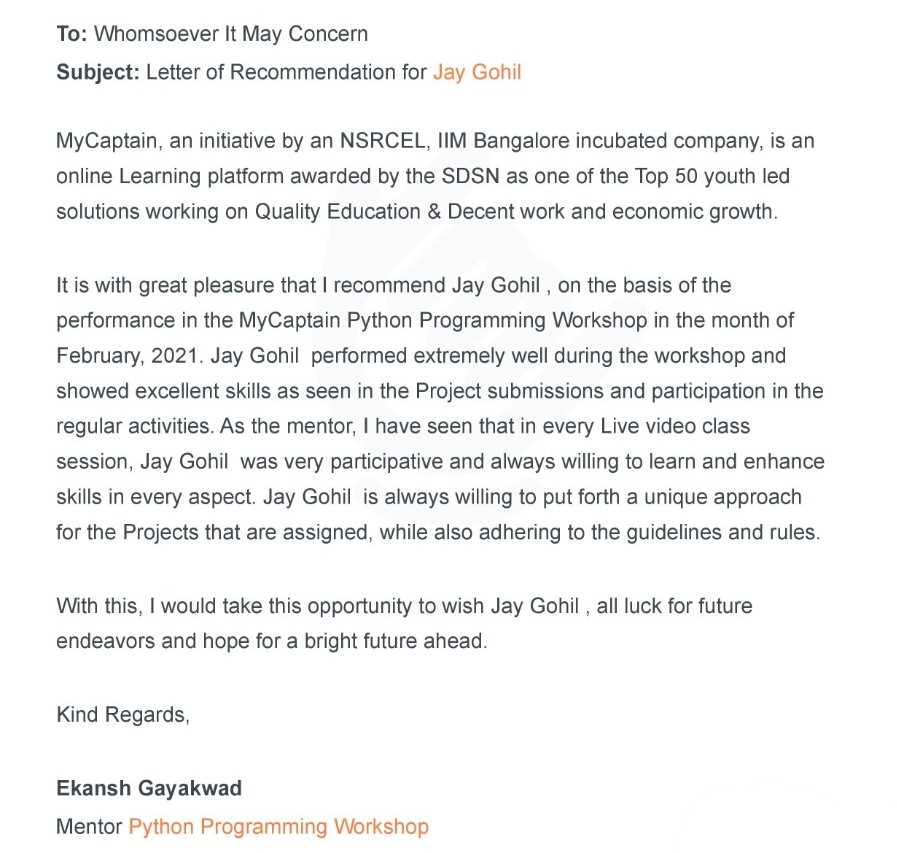 To: Whomsoever It May Concern
Subject: Letter of Recommendation for Jay Gohil
MyCaptain, an initiative by an NSRCEL, IIM Bangalore incubated company, is an
online Learning platform awarded by the SDSN as one of the Top 50 youth led
solutions working on Quality Education & Decent work and economic growth.
It is with great pleasure that I recommend Jay Gohil , on the basis of the
performance in the MyCaptain Python Programming Workshop in the month of
February, 2021. Jay Gohil  performed extremely well during the workshop and
showed excellent skills as seen in the Project submissions and participation in the
regular activities. As the mentor, I have seen that in every Live video class
session, Jay Gohil  was very participative and always willing to learn and enhance
skills in every aspect. Jay Gohil  is always willing to put forth a unique approach
for the Projects that are assigned, while also adhering to the guidelines and rules.
With this, I would take this opportunity to wish Jay Gohil , all luck for future
endeavors and hope for a bright future ahead.
Kind Regards,
Ekansh Gayakwad
Mentor Python Programming Workshop